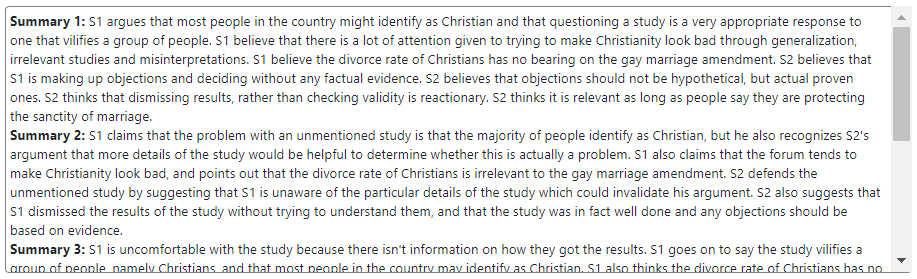 Summary 1: S1 argues that most people in the country might identify as Christian and that questioning a study is a very appropriate response to
one that vilifies a group of people. S1 believe that there is a lot of attention given to trying to make Christianity look bad through generalization,
irrelevant studies and misinterpretations. S1 believe the divorce rate of Christians has no bearing on the gay marriage amendment. S2 believes that
S1 is making up objections and deciding without any factual evidence. S2 believes that objections should not be hypothetical, but actual proven
ones. S2 thinks that dismissing results, rather than checking validity is reactionary. S2 thinks it is relevant as long as people say they are protecting
the sanctity of marriage.
Summary 2: S1 claims that the problem with an unmentioned study is that the majority of people identify as Christian, but he also recognizes S2's
argument that more details of the study would be helpful to determine whether this is actually a problem. S1 also claims that the forum tends to
make Christianity look bad, and points out that the divorce rate of Christians is irrelevant to the gay marriage amendment. S2 defends the
unmentioned study by suggesting that S1 is unaware of the particular details of the study which could invalidate his argument. S2 also suggests that
S1 dismissed the results of the study without trying to understand them, and that the study was in fact well done and any objections should be
based on evidence.
Summary 3: S1 is uncomfortable with the study because there isn't information on how they got the results. S1 goes on to say the study vilifies a
group of people, namely Christians, and that most people in the country may identify as Christian. S1 also thinks the divorce rate of Christians has no